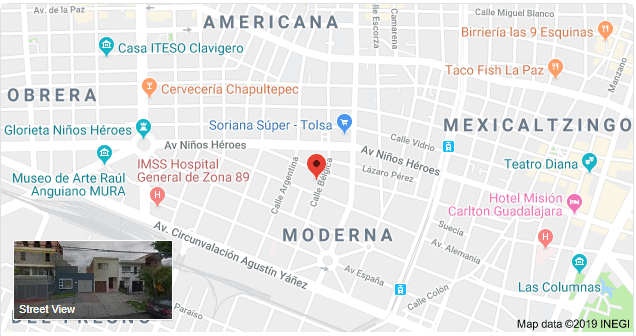 Av. de la Paz
AMERICANA
Calle Escorza
Camarena
Calle Miguel Blanco
Birriería las 9 Esquinas
Casa ITESO Clavigero
Taco Fish La Paz
Manzano
OBRERA
Cervecería Chapultepec
Glorieta Niños Héroes
Soriana Súper - Tolsa
MEXICALTZINGO
Av Niños Héroes
Calle Vidrio
Av Niños Héroes
Museo de Arte Raúl
Anguiano MURA
IMSS Hospital
General de Zona 89
Calle Argentina
Calle Bélgica
Lázaro Pérez
Teatro Diana
Hotel Misión
Carlton Guadalajara
Suecia
Av. Alemania
MODERNA
Av. Circunvalación Agustín Yáñez
Av España
Calle Colón
Las Columnas
Street View
Paraíso
DEL FRESNO
Map data ©2019 INEGI